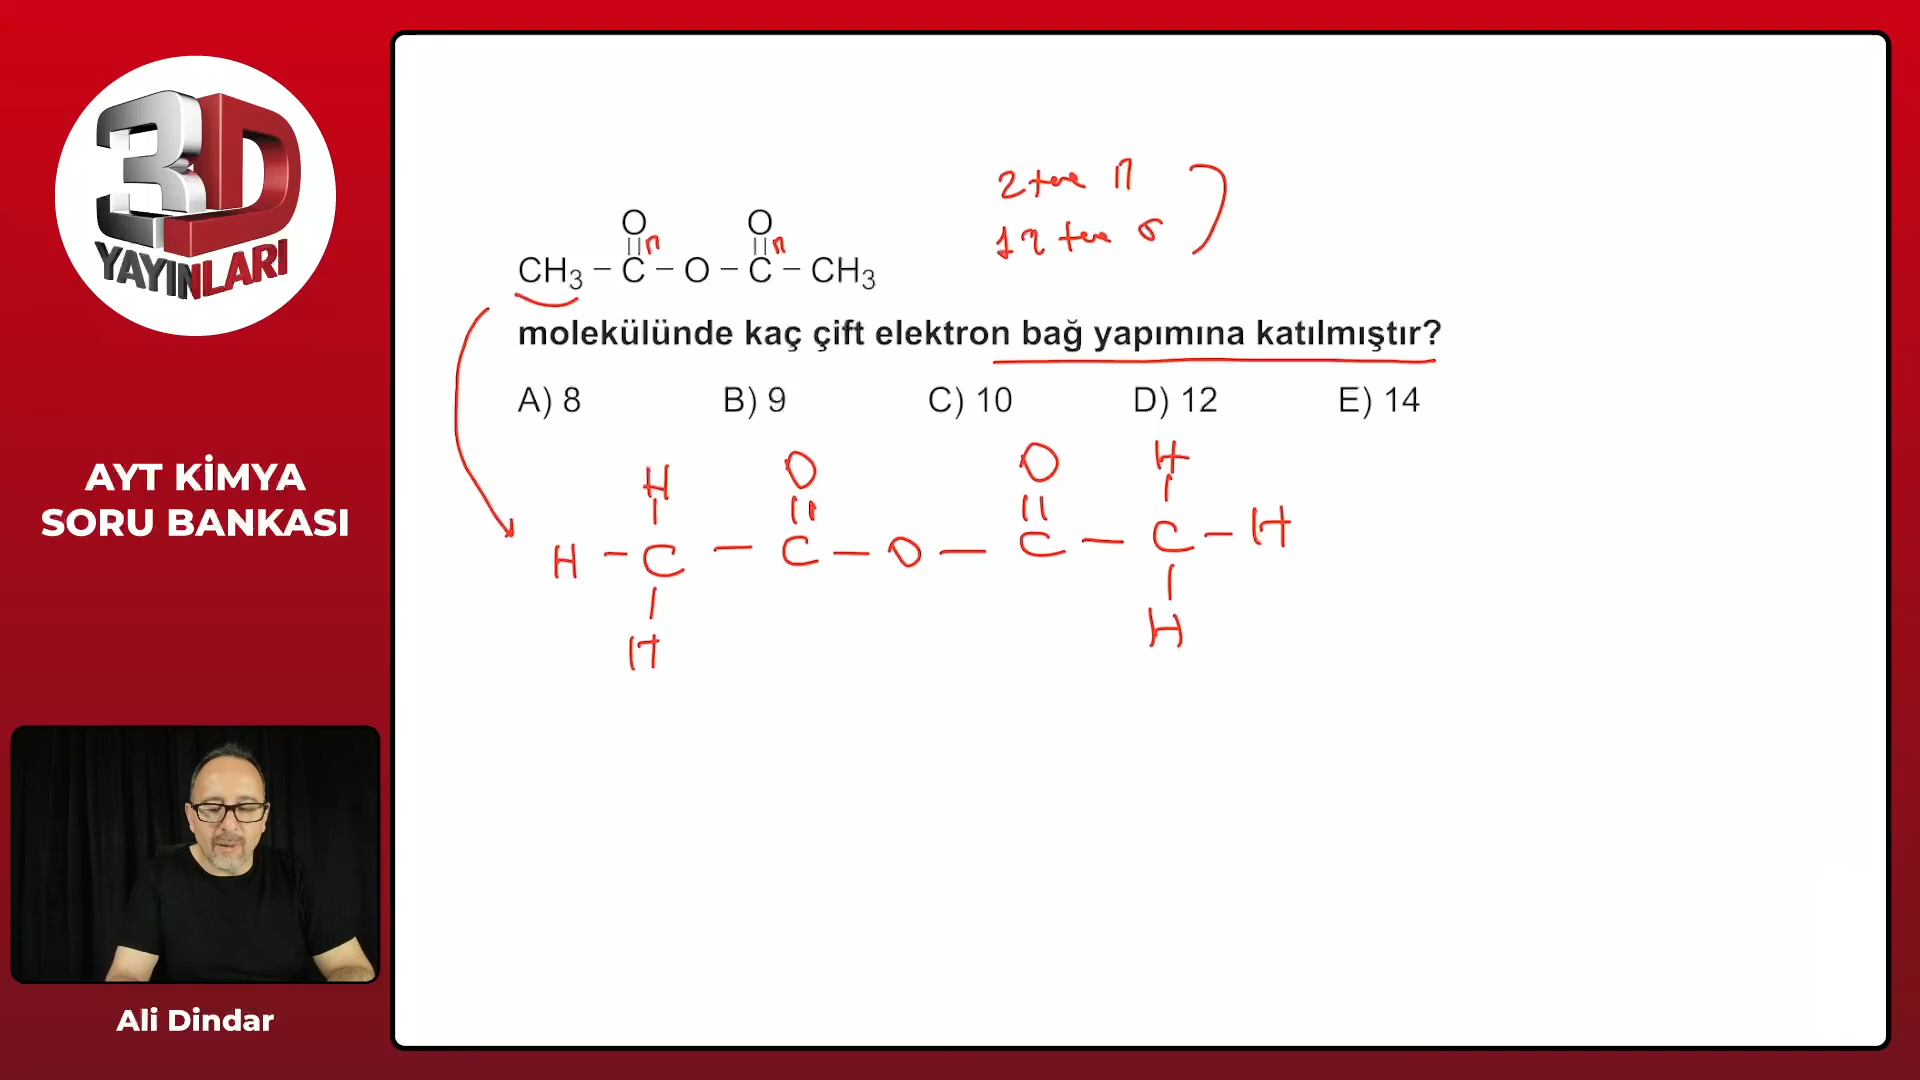 3D
YAYINLARI
AYT KİMYA
SORU BANKASI
Ali Dindar
2 tane π
12 tane σ
O O
|| π || π
CH₃ – C – O – C – CH₃
molekülünde kaç çift elektron bağ yapımına katılmıştır?
A) 8 B) 9 C) 10 D) 12 E) 14
H O O H
| || || |
H – C – C – O – C – C – H
| |
H H